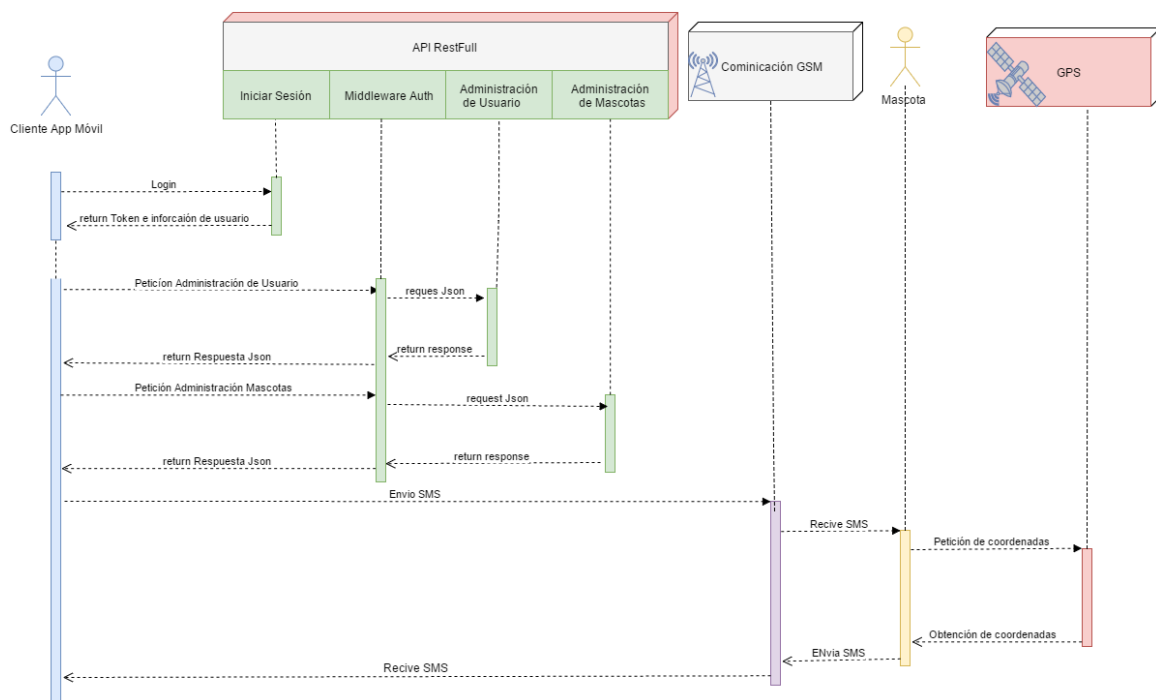 API RestFull
Cominicación GSM
GPS
Mascota
Iniciar Sesión
Middleware Auth
Administración
de Usuario
Administración
de Mascotas
Cliente App Móvil
Login
return Token e inforcaión de usuario
Peticíon Administración de Usuario
reques Json
return response
return Respuesta Json
Petición Administración Mascotas
request Json
return response
return Respuesta Json
Envio SMS
Recive SMS
Petición de coordenadas
Obtención de coordenadas
ENvia SMS
Recive SMS